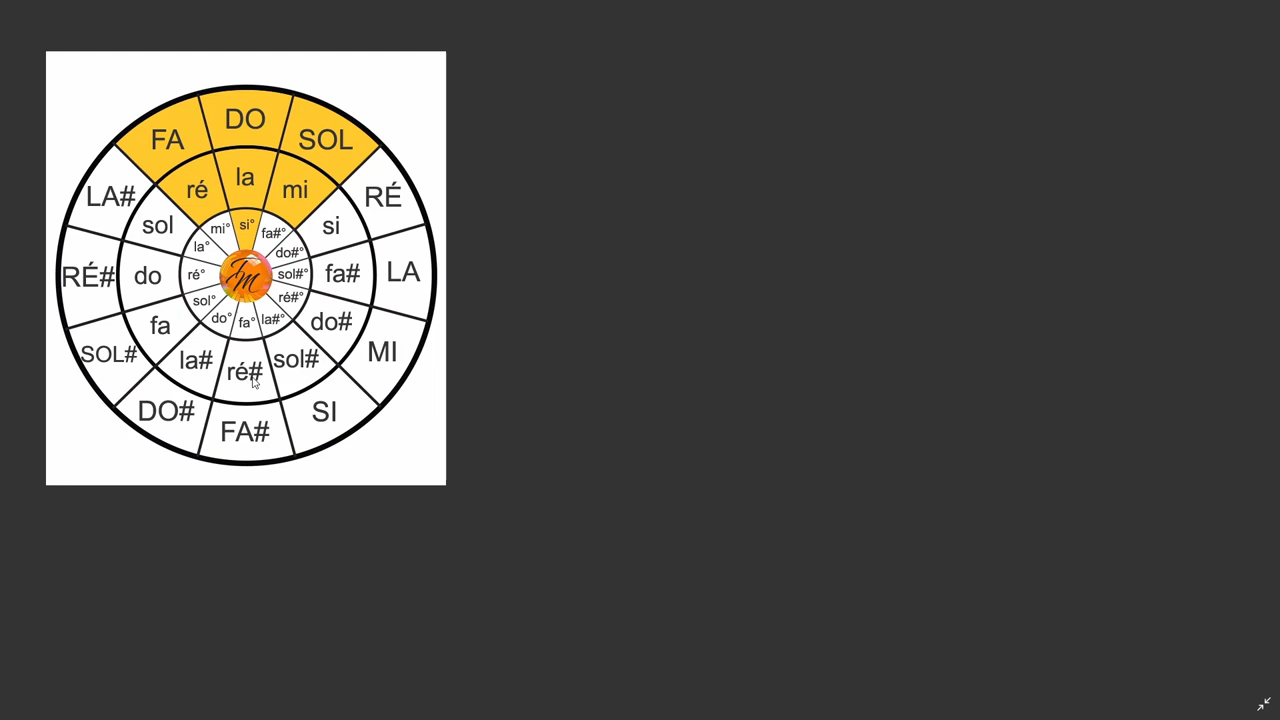 DO
SOL
RÉ
LA
MI
SI
FA#
DO#
SOL#
RÉ#
LA#
FA
la
mi
si
fa#
do#
sol#
ré#
la#
fa
do
sol
ré
si°
fa#°
do#°
sol#°
ré#°
la#°
fa°
do°
sol°
ré°
la°
mi°
JM